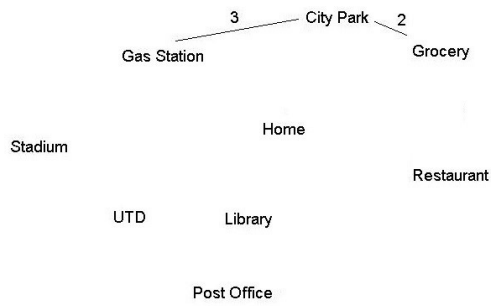 3
City Park
2
Gas Station
Grocery
Home
Stadium
Restaurant
UTD
Library
Post Office